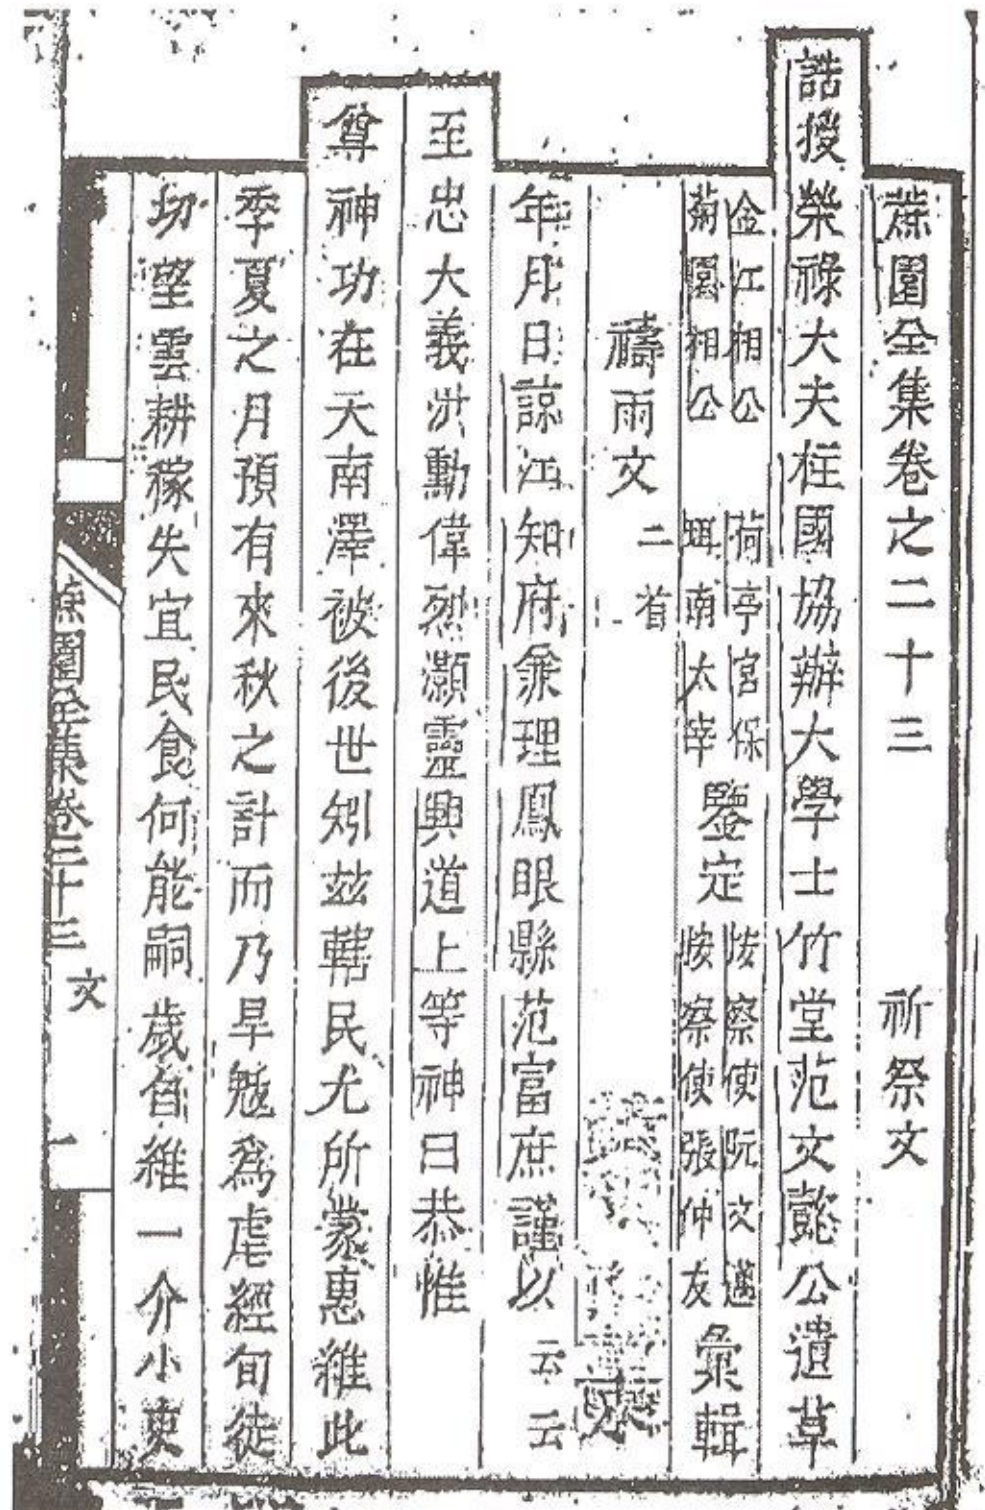 蔗園全集卷之二十三 祈祭文
誥授榮祿大夫柱國協辦大學士竹堂范文懿公遺草
金江相公 荷亭宮保
菊園相公 珥南太宰
鑒定
按察使阮文邁
按察使張仲友
彙輯
禱雨文 二首
年月日諒江知府兼理鳳眼縣范富庶謹以云云
至忠大義洪勳偉烈灝靈興道上等神曰恭惟
尊神功在天南澤被後世矧茲轄民尤所蒙惠維此
季夏之月預有來秋之計而乃旱魃為虐經旬徒
切望雲耕稼失宜民食何能嗣歲自維一介小吏
蔗園全集卷二十三 文 一